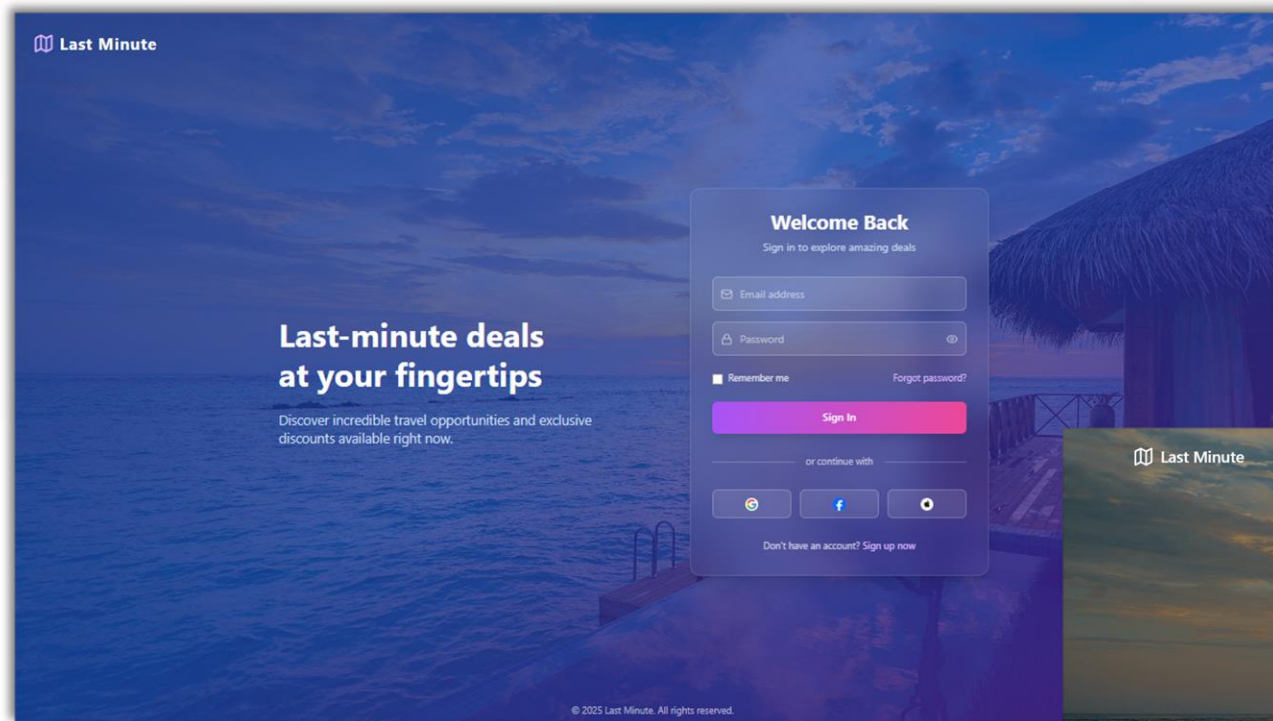 Last Minute
Welcome Back
Sign in to explore amazing deals
Email address
Password
Remember me
Forgot password?
Sign In
or continue with
Don't have an account? Sign up now
Last-minute deals
at your fingertips
Discover incredible travel opportunities and exclusive
discounts available right now.
Last Minute
© 2025 Last Minute. All rights reserved.